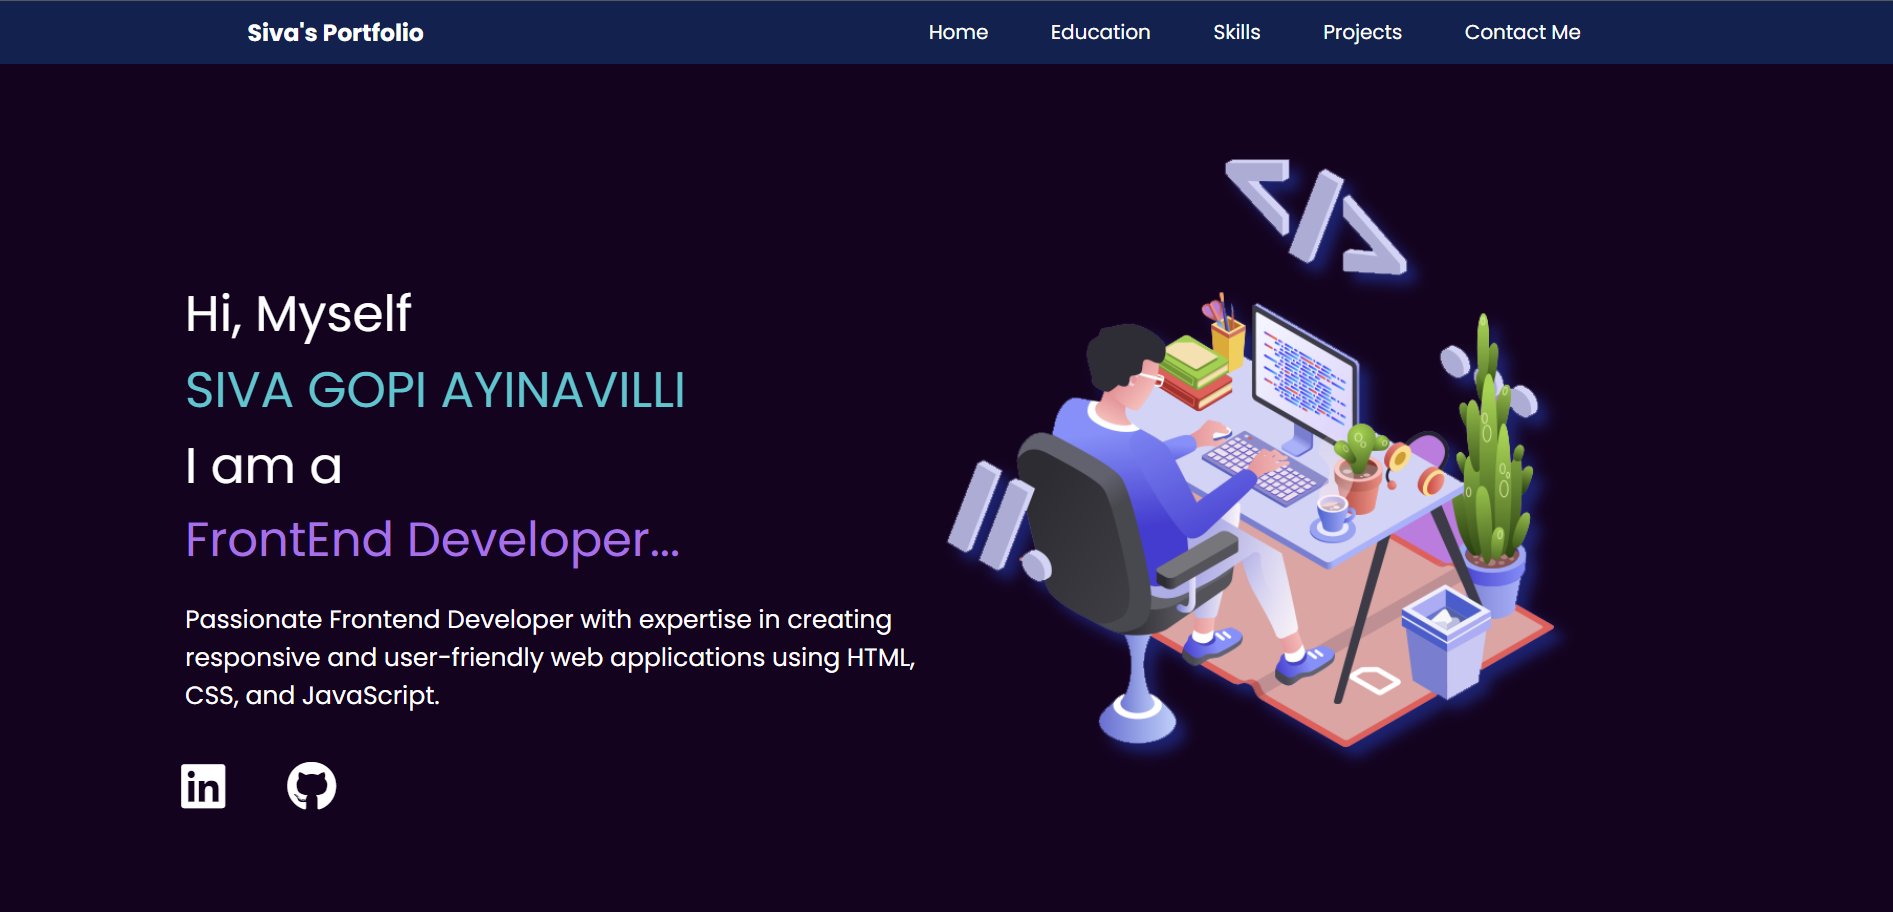 Siva's Portfolio
Home Education Skills Projects Contact Me
</>
Hi, Myself
SIVA GOPI AYINAVILLI
I am a
FrontEnd Developer...
Passionate Frontend Developer with expertise in creating
responsive and user-friendly web applications using HTML,
CSS, and JavaScript.
in